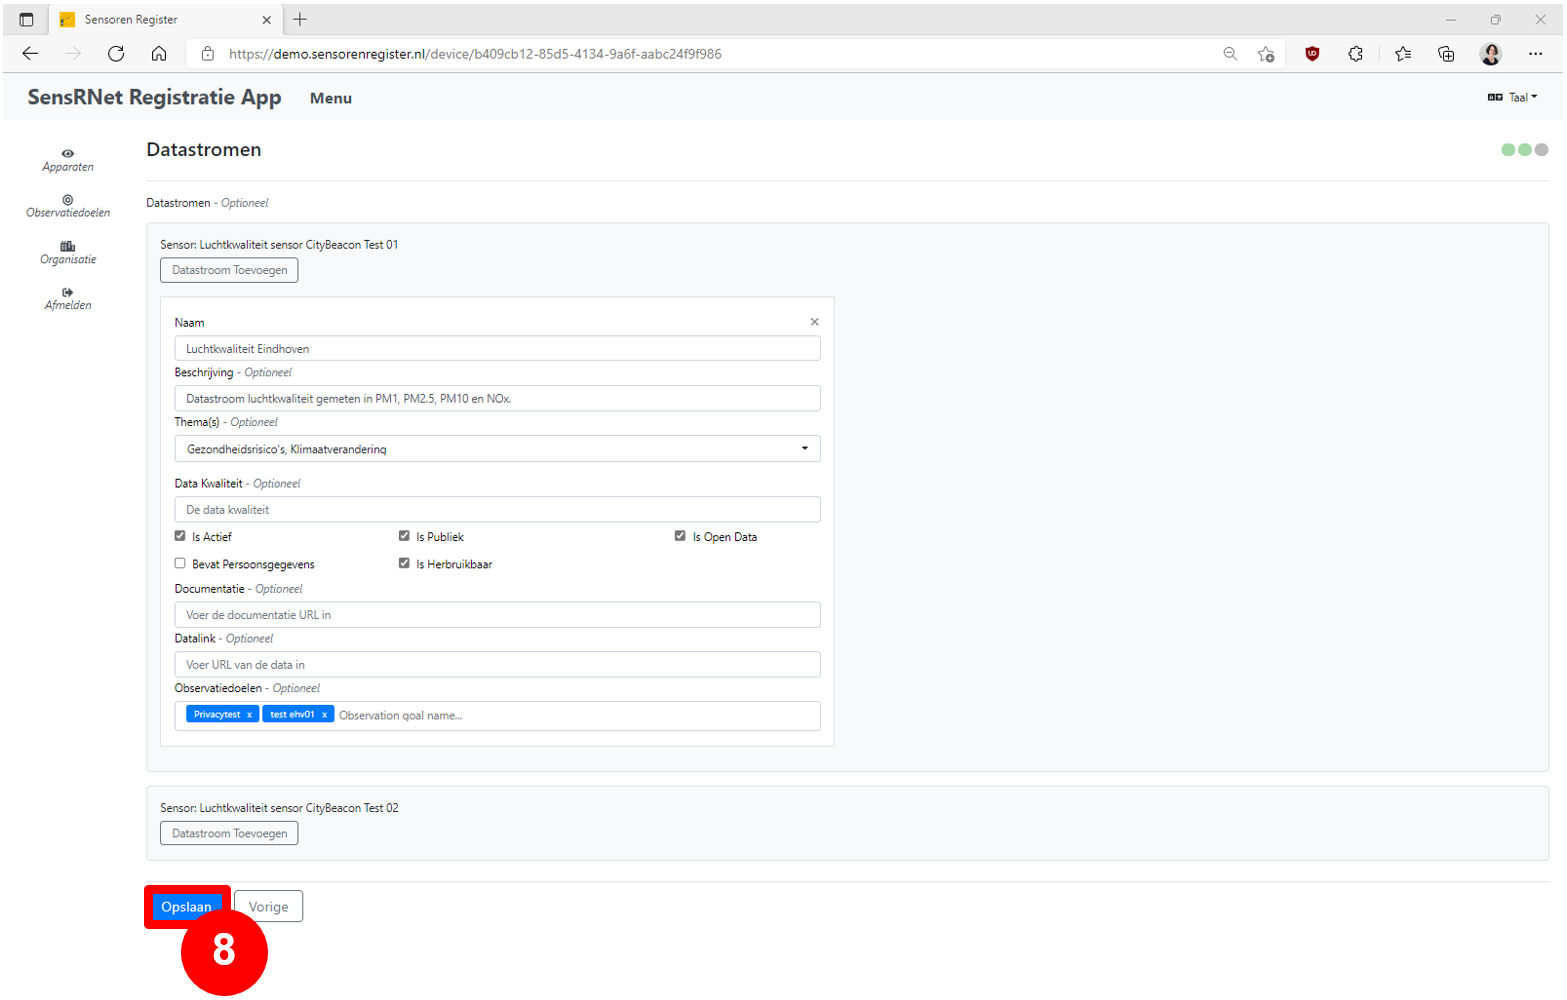 Sensoren Register
https://demo.sensorenregister.nl/device/b409cb12-85d5-4134-9a6f-aabc24f9f986
SensRNet Registratie App
Menu
Taal
Apparaten
Observatiedoelen
Organisatie
Afmelden
Datastromen
Datastromen - Optioneel
Sensor: Luchtkwaliteit sensor CityBeacon Test 01
Datastroom Toevoegen
Naam
Luchtkwaliteit Eindhoven
Beschrijving - Optioneel
Datastroom luchtkwaliteit gemeten in PM1, PM2.5, PM10 en NOx.
Thema(s) - Optioneel
Gezondheidsrisico's, Klimaatverandering
Data Kwaliteit - Optioneel
De data kwaliteit
Is Actief Is Publiek Is Open Data
Bevat Persoonsgegevens Is Herbruikbaar
Documentatie - Optioneel
Voer de documentatie URL in
Datalink - Optioneel
Voer URL van de data in
Observatiedoelen - Optioneel
Privacytest x test ehv01 x Observation goal name...
Sensor: Luchtkwaliteit sensor CityBeacon Test 02
Datastroom Toevoegen
Opslaan Vorige
8